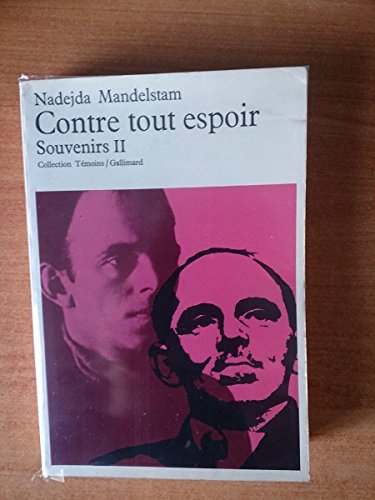 Nadejda Mandelstam
Contre tout espoir
Souvenirs II
Collection Témoins/Gallimard